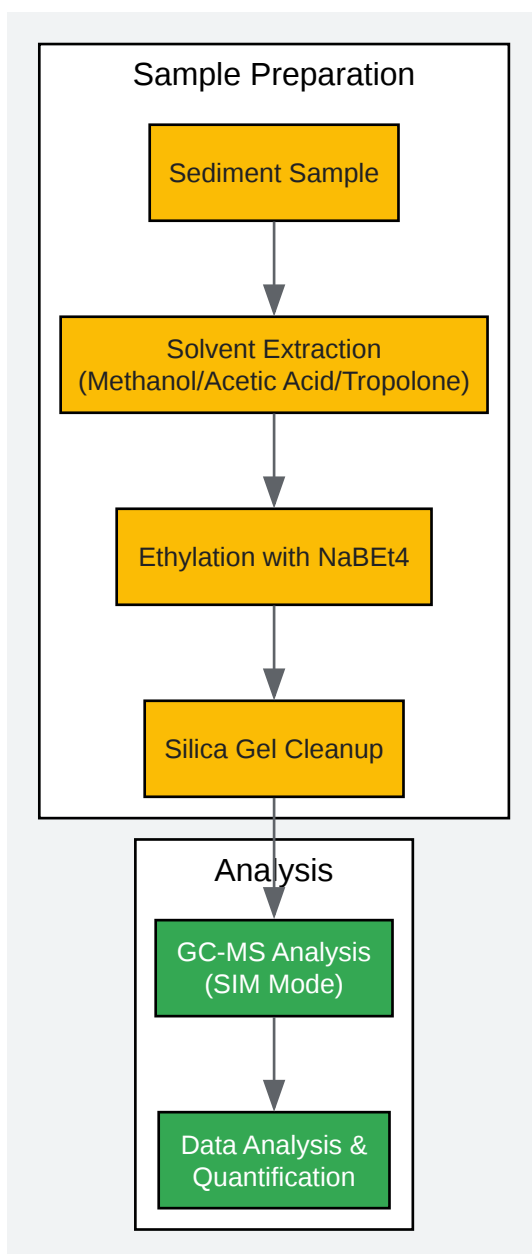 Sample Preparation
Sediment Sample
Solvent Extraction
(Methanol/Acetic Acid/Tropolone)
Ethylation with NaBEt4
Silica Gel Cleanup
Analysis
GC-MS Analysis
(SIM Mode)
Data Analysis &
Quantification